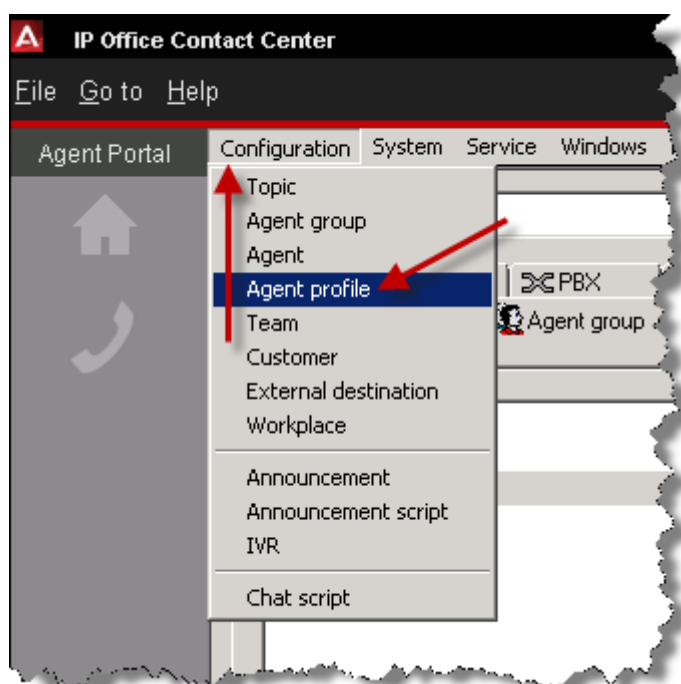 IP Office Contact Center
File Go to Help
Agent Portal
Configuration System Service Windows
Topic
Agent group
Agent
Agent profile
PBX
Team
Agent group
Customer
External destination
Workplace
Announcement
Announcement script
IVR
Chat script